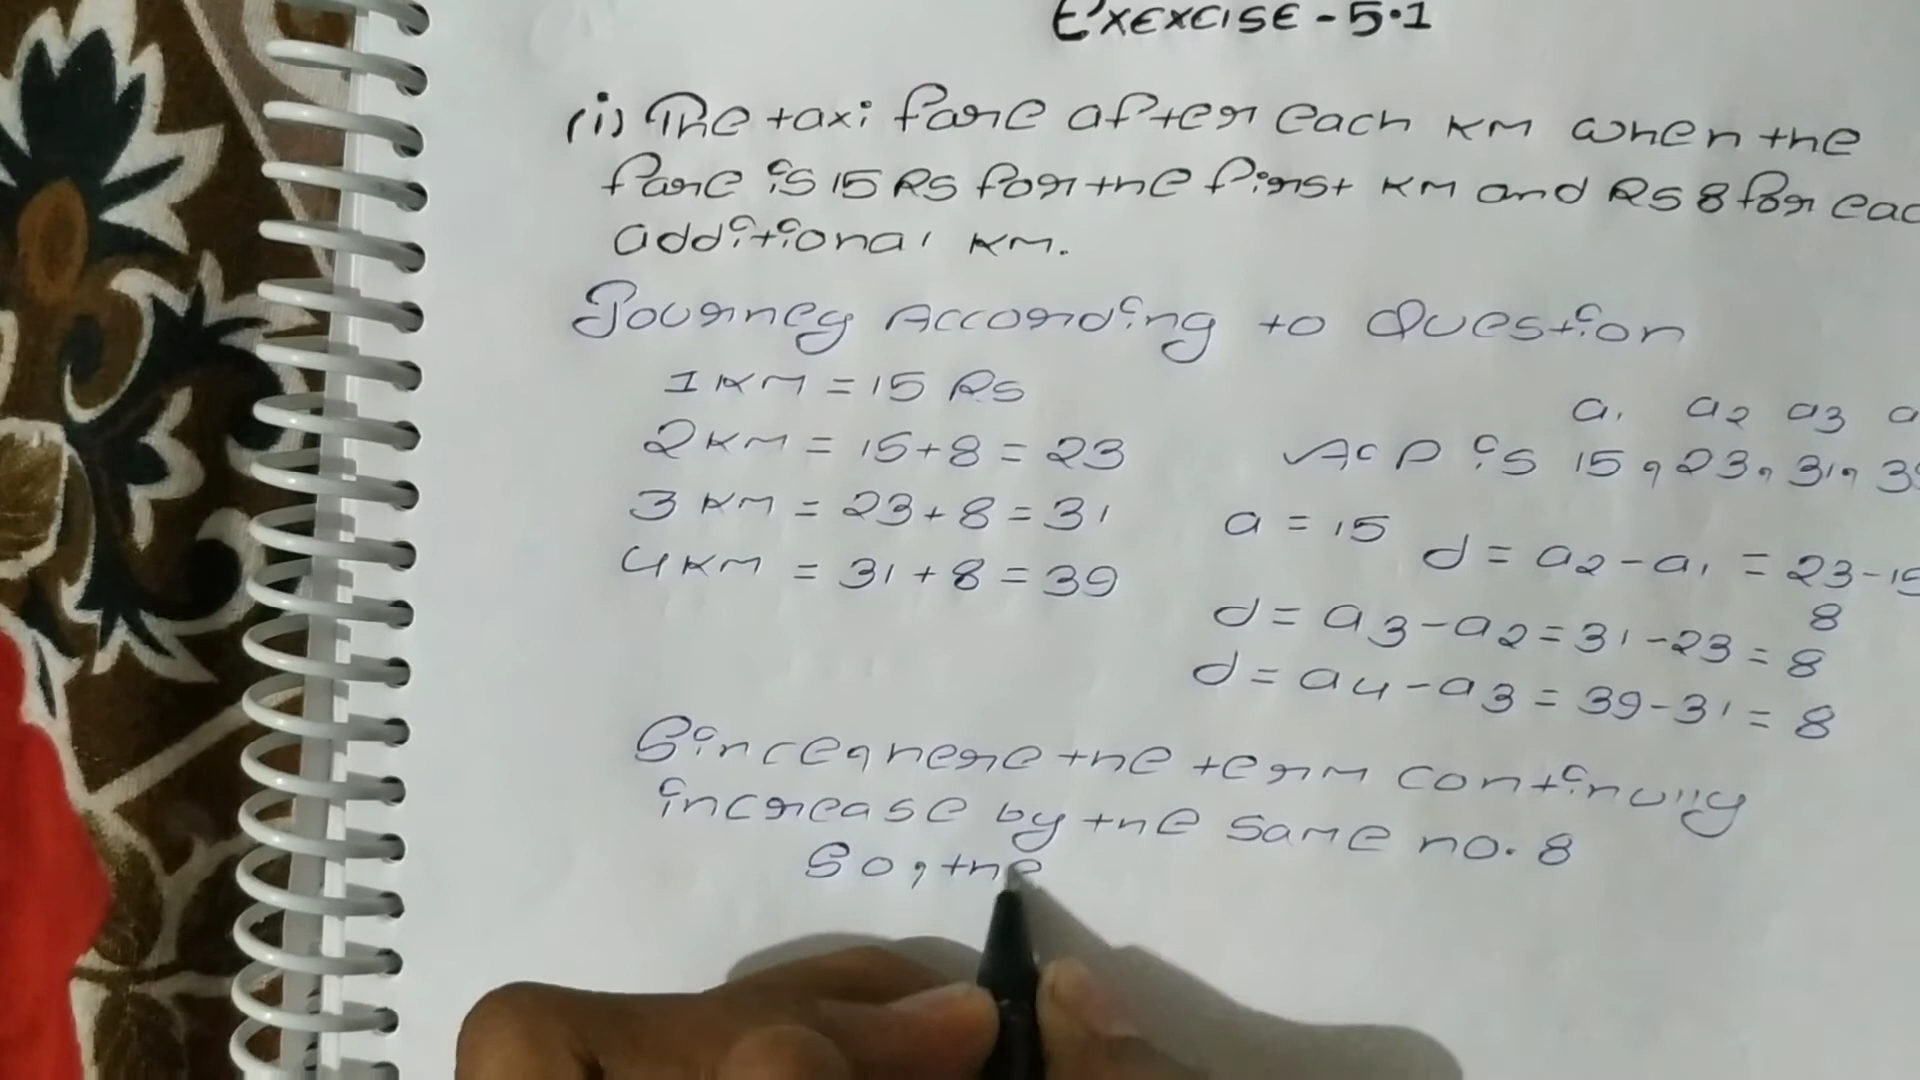 EXEXCISE - 5.1
(i) The taxi fare after each KM when the
fare is 15 RS for the first KM and RS 8 for eac
additional KM.
Journey According to Question
1 KM = 15 RS
2 KM = 15 + 8 = 23
3 KM = 23 + 8 = 31
4 KM = 31 + 8 = 39
a1 a2 a3 a
is 15, 23, 31, 39
a = 15 d = a2 - a1 = 23 - 15
8
d = a3 - a2 = 31 - 23 = 8
d = a4 - a3 = 39 - 31 = 8
Since, here the term continully
increase by the same no. 8
So, the